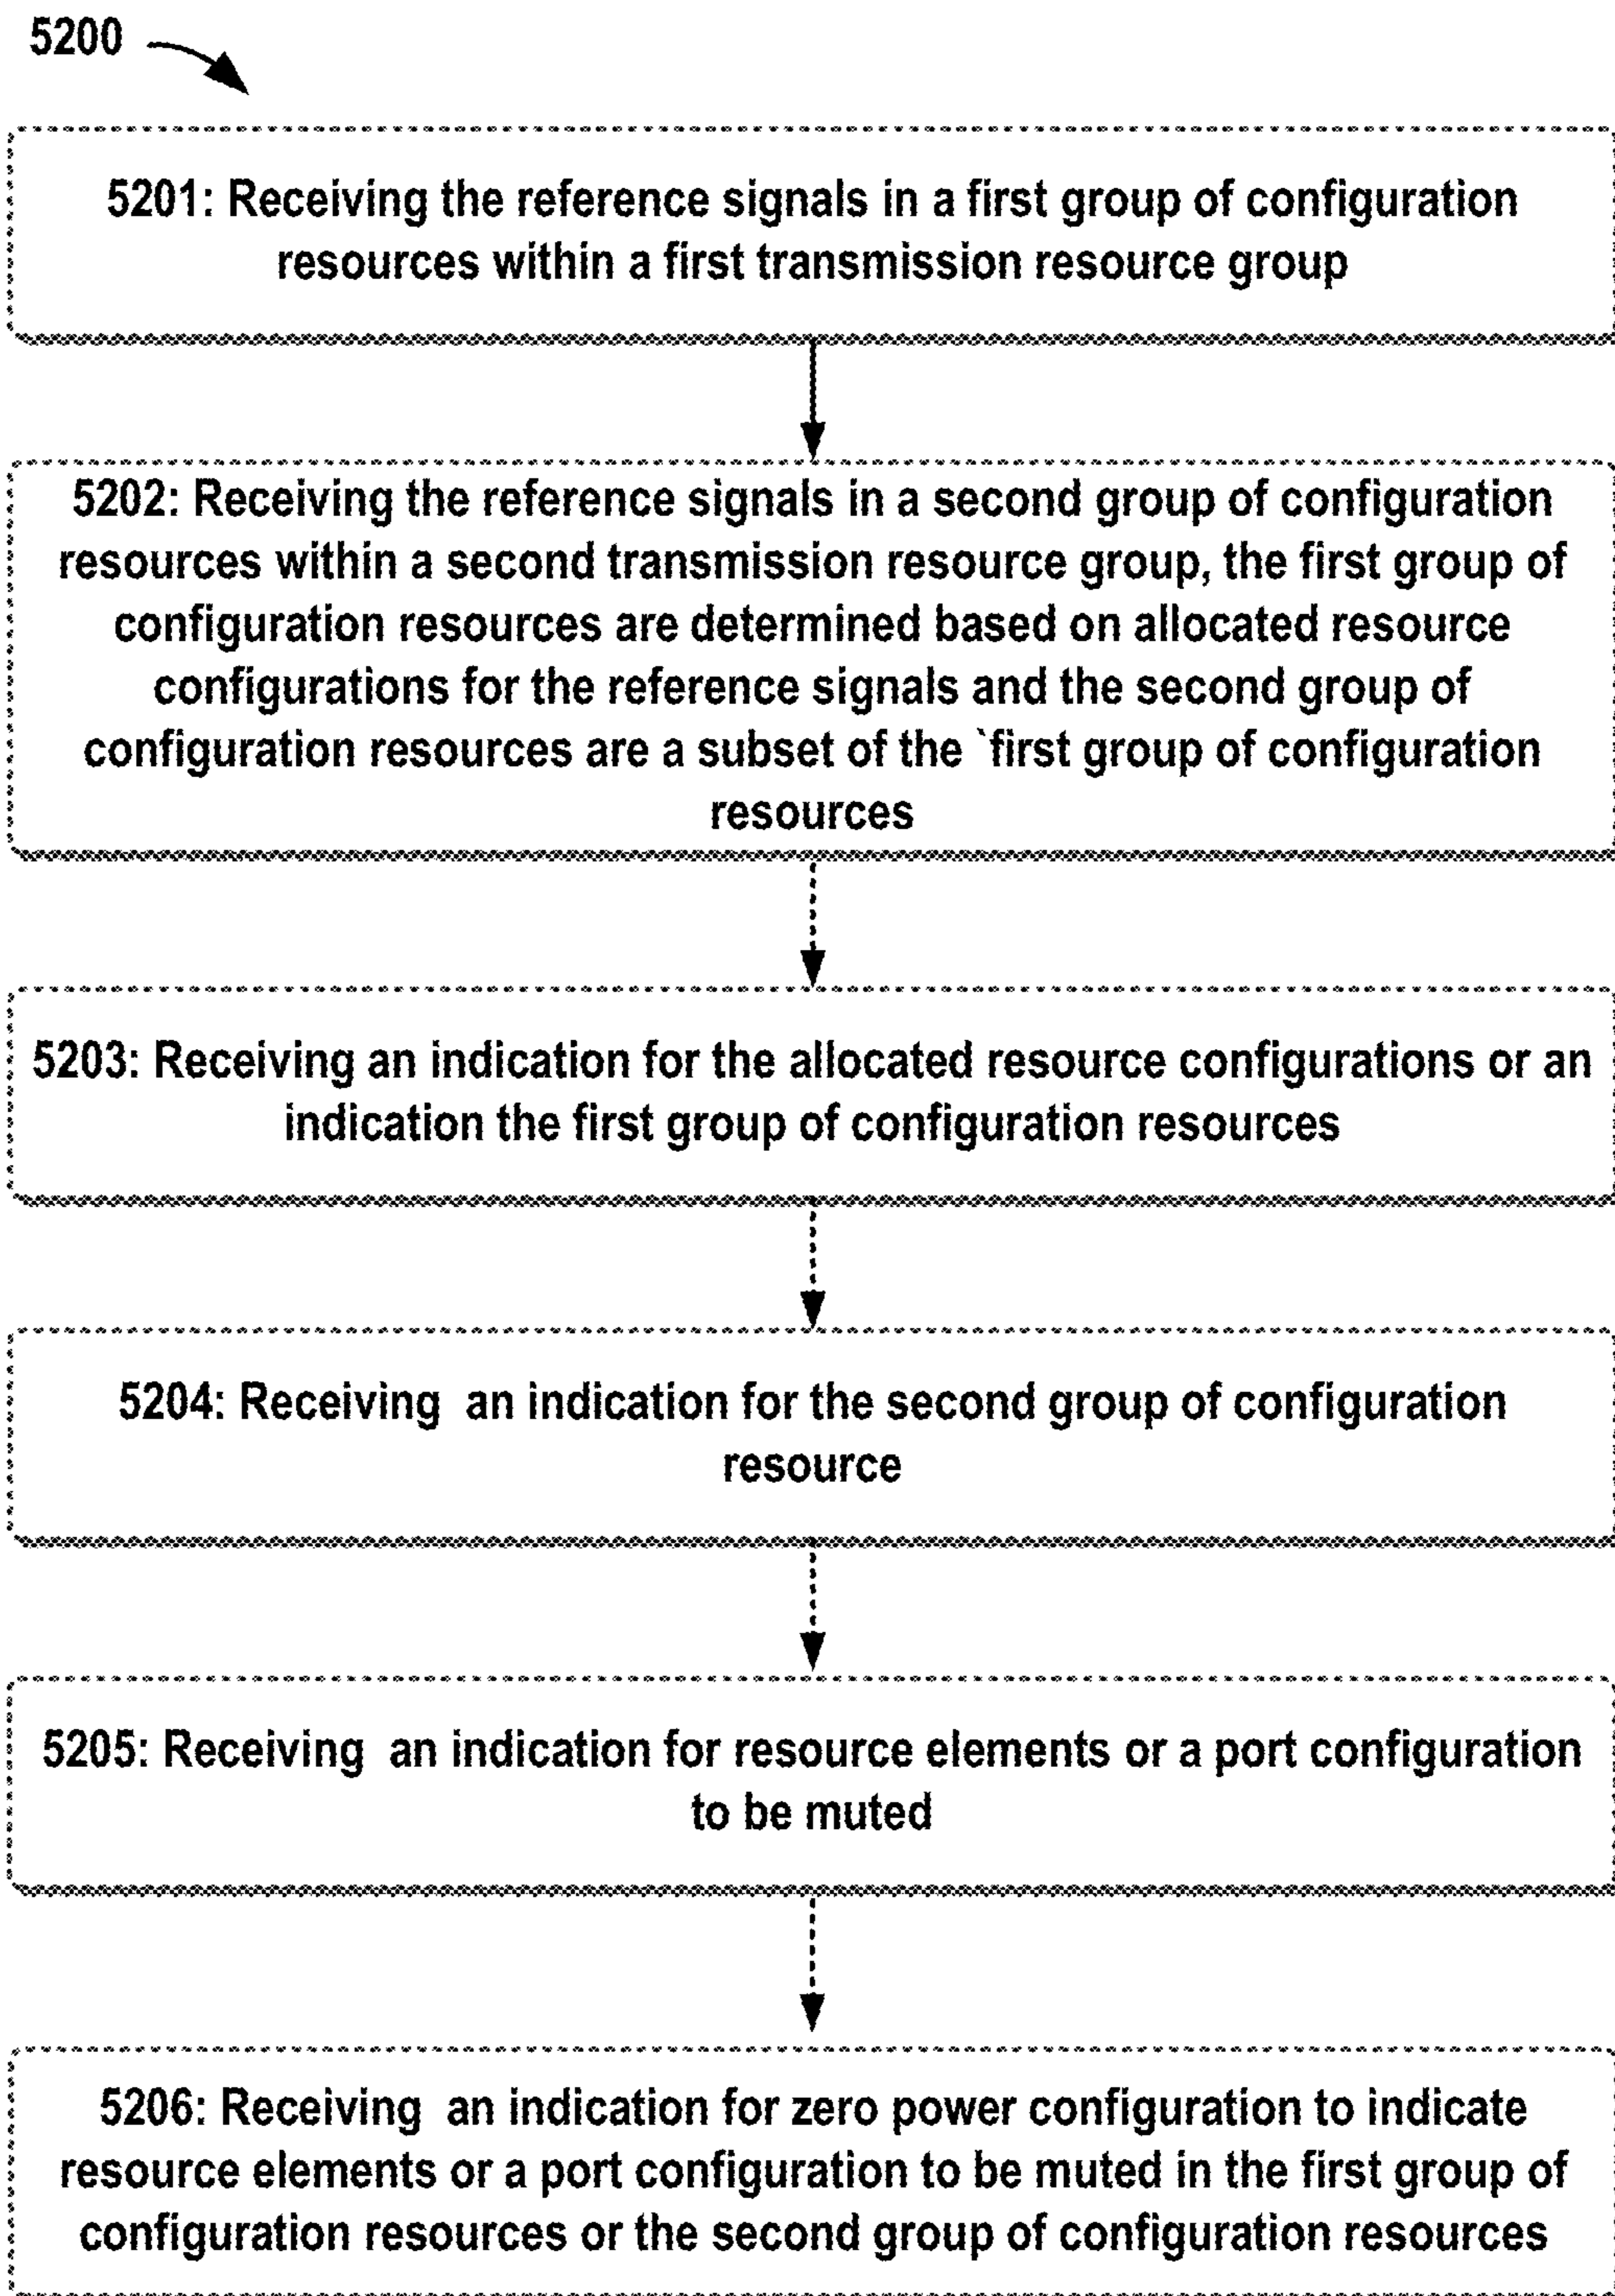 5200
5201: Receiving the reference signals in a first group of configuration
resources within a first transmission resource group
5202: Receiving the reference signals in a second group of configuration
resources within a second transmission resource group, the first group of
configuration resources are determined based on allocated resource
configurations for the reference signals and the second group of
configuration resources are a subset of the `first group of configuration
resources
5203: Receiving an indication for the allocated resource configurations or an
indication the first group of configuration resources
5204: Receiving  an indication for the second group of configuration
resource
5205: Receiving  an indication for resource elements or a port configuration
to be muted
5206: Receiving  an indication for zero power configuration to indicate
resource elements or a port configuration to be muted in the first group of
configuration resources or the second group of configuration resources